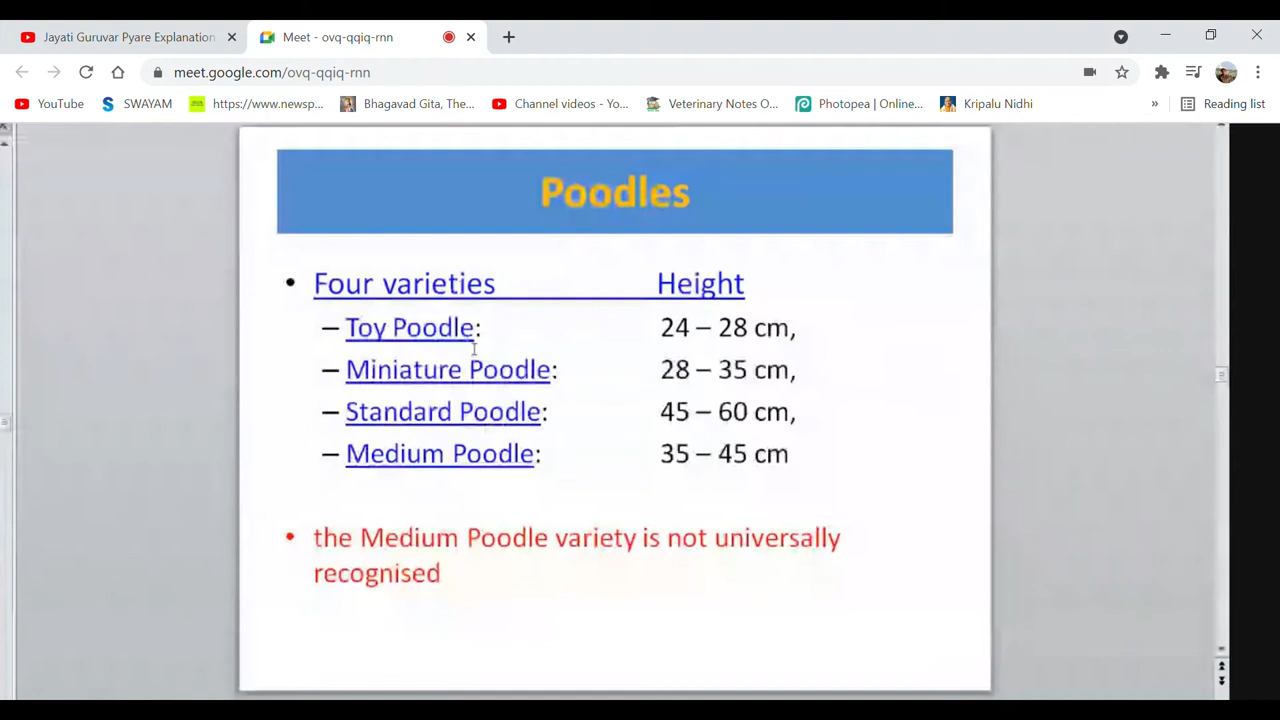 Jayati Guruvar Pyare Explanation
Meet - ovq-qqiq-rnn
meet.google.com/ovq-qqiq-rnn
YouTube SWAYAM https://www.newsp... Bhagavad Gita, The... Channel videos - Yo... Veterinary Notes O... Photopea | Online... Kripalu Nidhi » Reading list
Poodles
• Four varieties Height
– Toy Poodle: 24 – 28 cm,
– Miniature Poodle: 28 – 35 cm,
– Standard Poodle: 45 – 60 cm,
– Medium Poodle: 35 – 45 cm
• the Medium Poodle variety is not universally
recognised